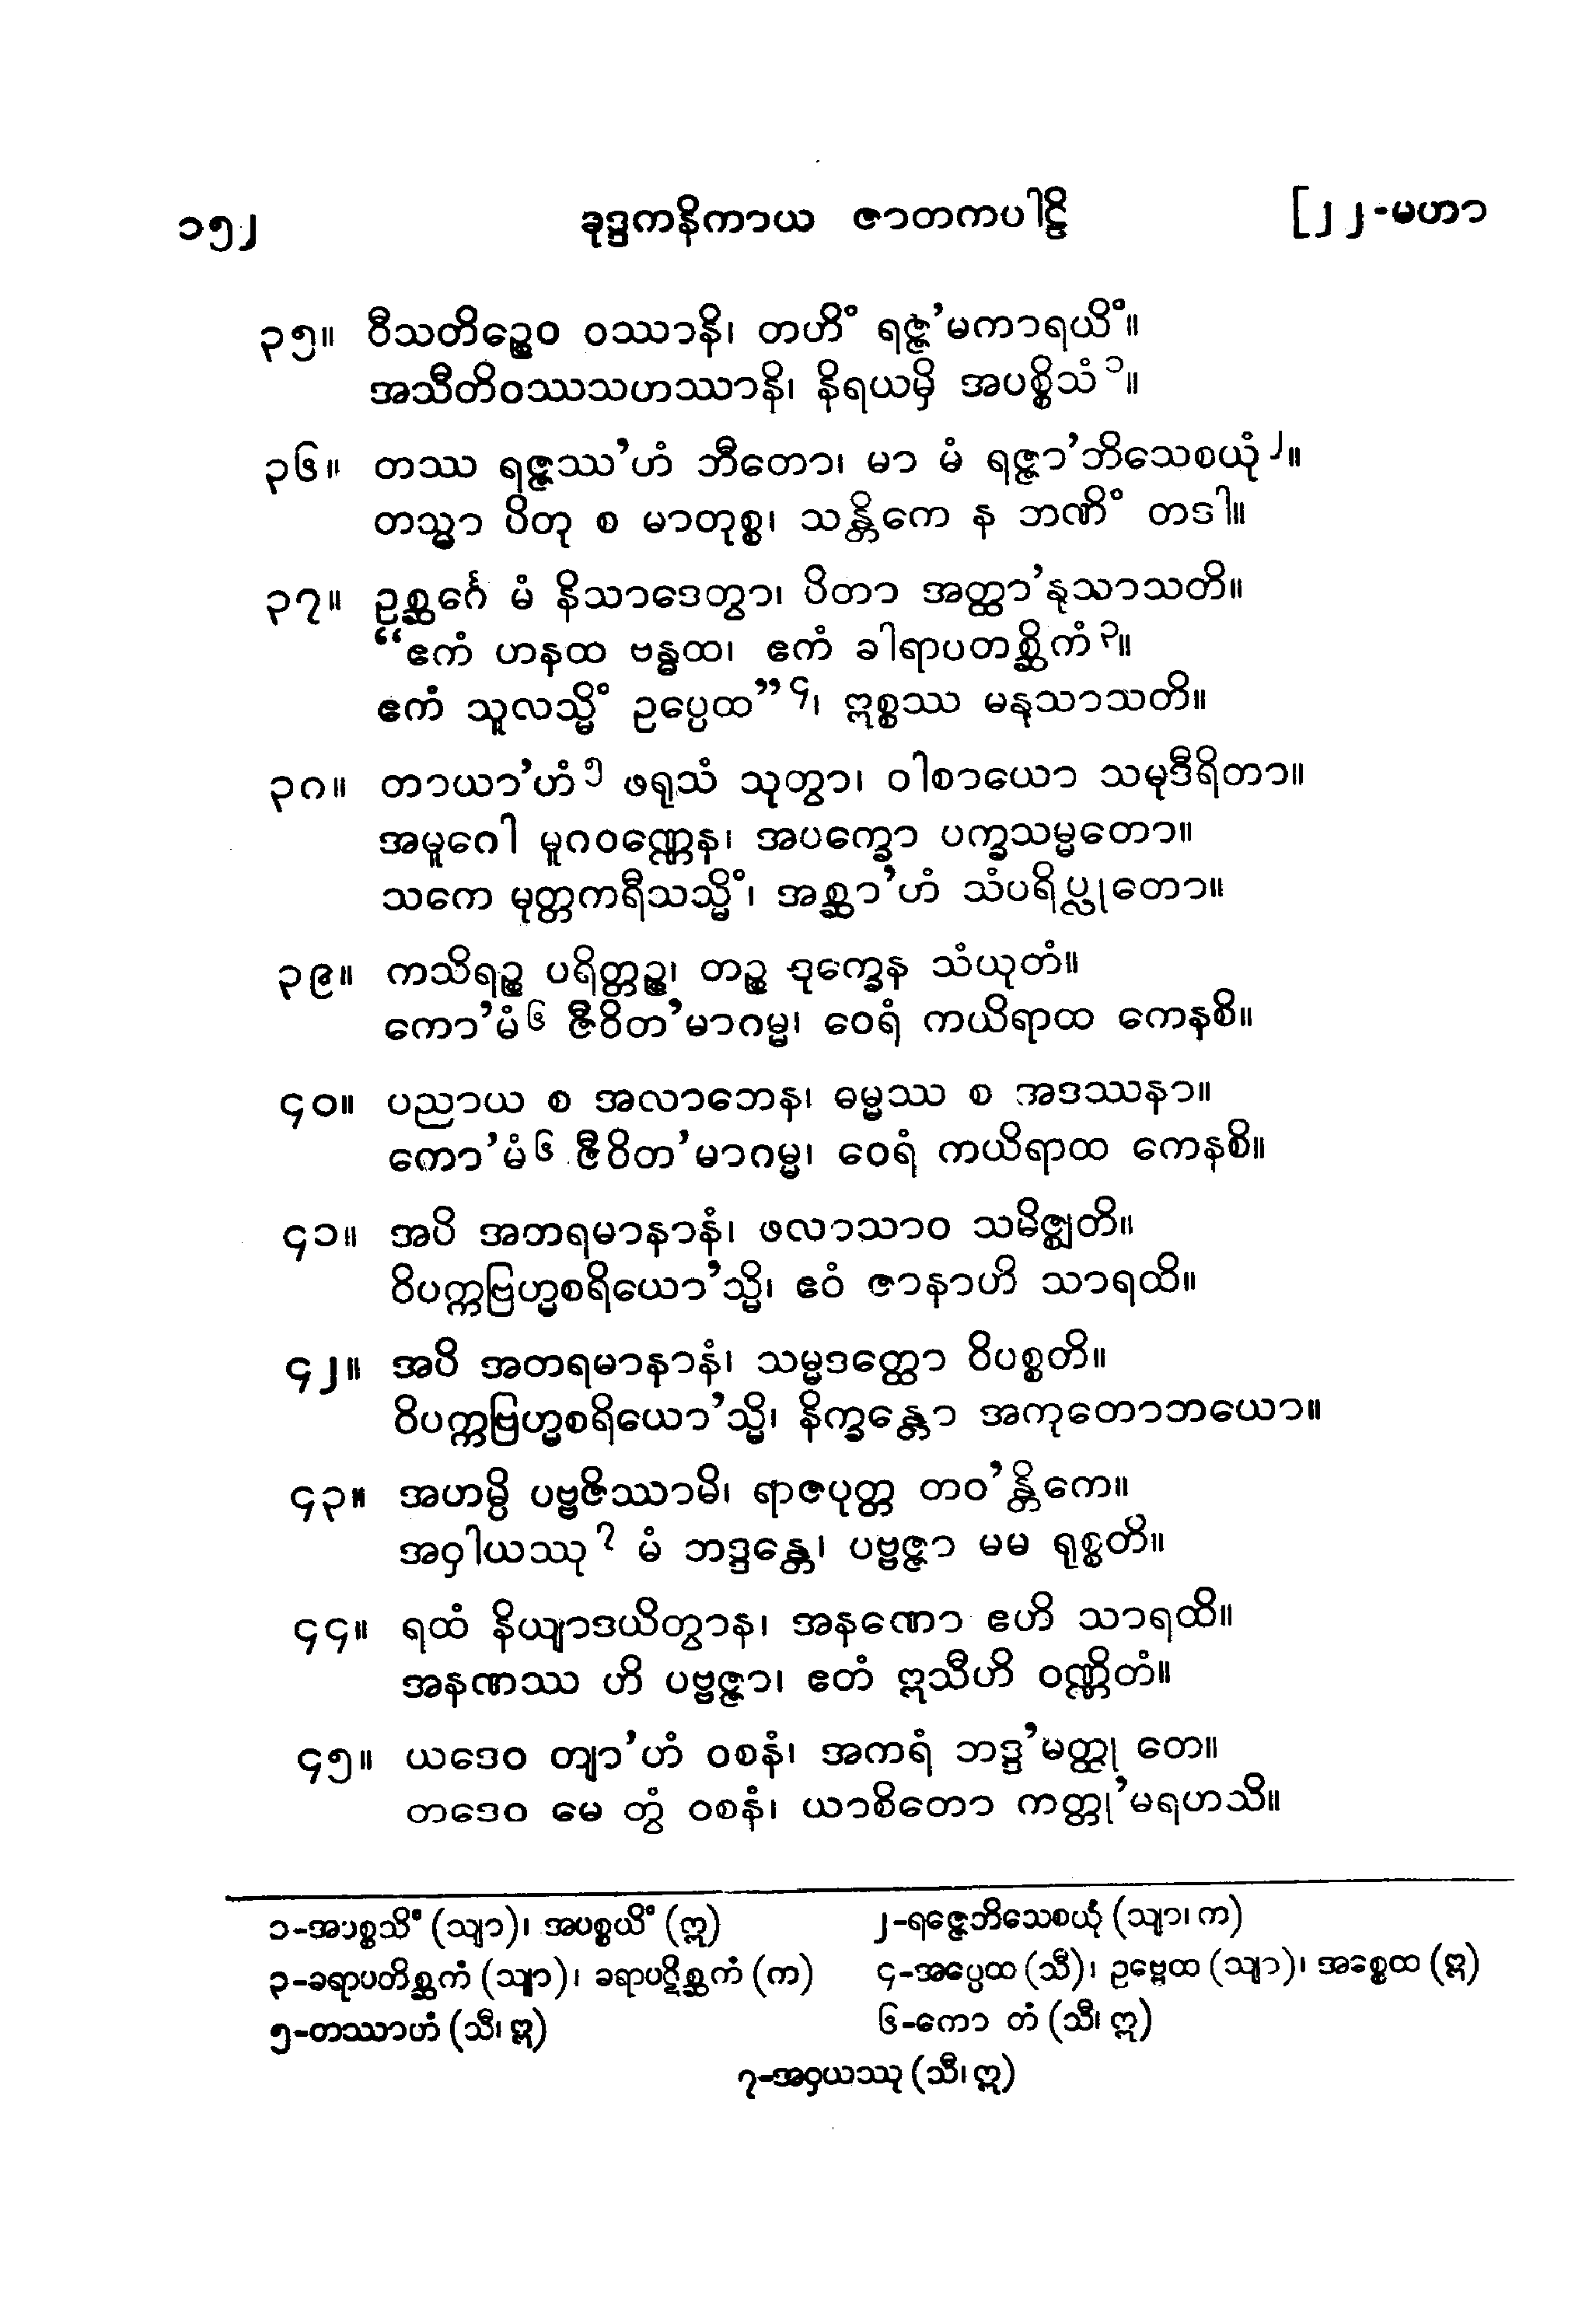 ၁၅၂ ခုဒ္ဒကနိကာယ ဇာတကပါဠိ [၂၂-မဟာ
၃၅။ ဝီသတိဉ္စေဝ ဝဿာနိ၊ တဟိံ ရဇ္ဇ’မကာရယိံ။
အသီတိဝဿသဟဿာနိ၊ နိရယမှိ အပစ္စိသံ ၁။
၃၆။ တဿ ရဇ္ဇဿ’ဟံ ဘီတော၊ မာ မံ ရဇ္ဇာ’ဘိသေစယုံ ၂။
တသ္မာ ပိတု စ မာတုစ္စ၊ သန္တိကေ န ဘဏိံ တဒါ။
၃၇။ ဥစ္ဆင်္ဂေ မံ နိသာဒေတွာ၊ ပိတာ အတ္ထာ’နုသာသတိ။
“ဧကံ ဟနထ ဗန္ဓထ၊ ဧကံ ခါရာပတစ္ဆိကံ ၃။
ဧကံ သူလသ္မိံ ဥပ္ပေထ” ၄၊ ဣစ္စဿ မနုသာသတိ။
၃၈။ တာယာ’ဟံ ၅ ဖရုသံ သုတွာ၊ ဝါစာယော သမုဒီရိတာ။
အမူဂေါ မူဂဝဏ္ဏေန၊ အပက္ခော ပက္ခသမ္မတော။
သကေ မုတ္တကရီသသ္မိံ၊ အစ္ဆာ’ဟံ သံပရိပ္လုတော။
၃၉။ ကသိရဉ္စ ပရိတ္တဉ္စ၊ တဉ္စ ဒုက္ခေန သံယုတံ။
ကော’မံ ၆ ဇီဝိတ’မာဂမ္မ၊ ဝေရံ ကယိရာထ ကေနစိ။
၄၀။ ပညာယ စ အလာဘေန၊ ဓမ္မဿ စ အဒဿနာ။
ကော’မံ ၆ ဇီဝိတ’မာဂမ္မ၊ ဝေရံ ကယိရာထ ကေနစိ။
၄၁။ အပိ အတရမာနာနံ၊ ဖလာသာဝ သမိဇ္ဈတိ။
ဝိပက္ကဗြဟ္မစရိယော’သ္မိ၊ ဧဝံ ဇာနာဟိ သာရထိ။
၄၂။ အပိ အတရမာနာနံ၊ သမ္မဒတ္ထော ဝိပစ္စတိ။
ဝိပက္ကဗြဟ္မစရိယော’သ္မိ၊ နိက္ခန္တော အကုတောဘယော။
၄၃။ အဟမ္ပိ ပဗ္ဗဇိဿာမိ၊ ရာဇပုတ္တ တဝ’န္တိကေ။
အဝှါယဿု ၇ မံ ဘဒ္ဒန္တေ၊ ပဗ္ဗဇ္ဇာ မမ ရုစ္စတိ။
၄၄။ ရထံ နိယျာဒယိတွာန၊ အနဏော ဧဟိ သာရထိ။
အနဏဿ ဟိ ပဗ္ဗဇ္ဇာ၊ ဧတံ ဣသီဟိ ဝဏ္ဏိတံ။
၄၅။ ယဒေဝ တျာ’ဟံ ဝစနံ၊ အကရံ ဘဒ္ဒ’မတ္ထု တေ။
တဒေဝ မေ တွံ ဝစနံ၊ ယာစိတော ကတ္တု’မရဟသိ။
၁-အပစ္စသိံ (သျာ)၊ အပစ္စယိံ (ဣ) ၂-ရဇ္ဇေဘိသေစယုံ (သျာ၊ က)
၃-ခရာပတိစ္ဆကံ (သျာ)၊ ခရာပဋိစ္ဆကံ (က) ၄-အပ္ပေထ (သီ)၊ ဥဗ္ဗေထ (သျာ)၊ အစ္စေထ (ဣ)
၅-တဿာဟံ (သီ၊ ဣ) ၆-ကော တံ (သီ၊ ဣ)
၇-အဝှယဿု (သီ၊ ဣ)